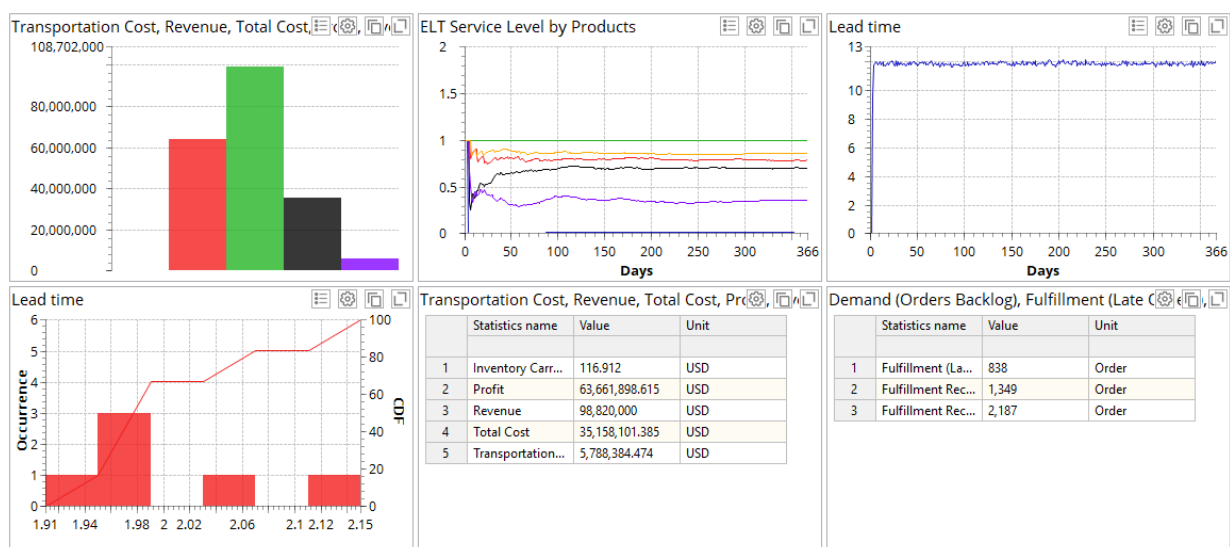 Transportation Cost, Revenue, Total Cost,
108,702,000
80,000,000
60,000,000
40,000,000
20,000,000
0
ELT Service Level by Products
2
1.5
1
0.5
0
0 50 100 150 200 250 300 366
Days
Lead time
13
10
8
6
4
2
0
0 50 100 150 200 250 300 366
Days
Lead time
6
5
4
3
2
1
0
Occurrence
100
80
60
40
20
0
CDF
1.91 1.94 1.98 2 2.02 2.06 2.1 2.12 2.15
Transportation Cost, Revenue, Total Cost, Pro
Statistics name Value Unit
1 Inventory Carr... 116.912 USD
2 Profit 63,661,898.615 USD
3 Revenue 98,820,000 USD
4 Total Cost 35,158,101.385 USD
5 Transportation... 5,788,384.474 USD
Demand (Orders Backlog), Fulfillment (Late
Statistics name Value Unit
1 Fulfillment (La... 838 Order
2 Fulfillment Rec... 1,349 Order
3 Fulfillment Rec... 2,187 Order